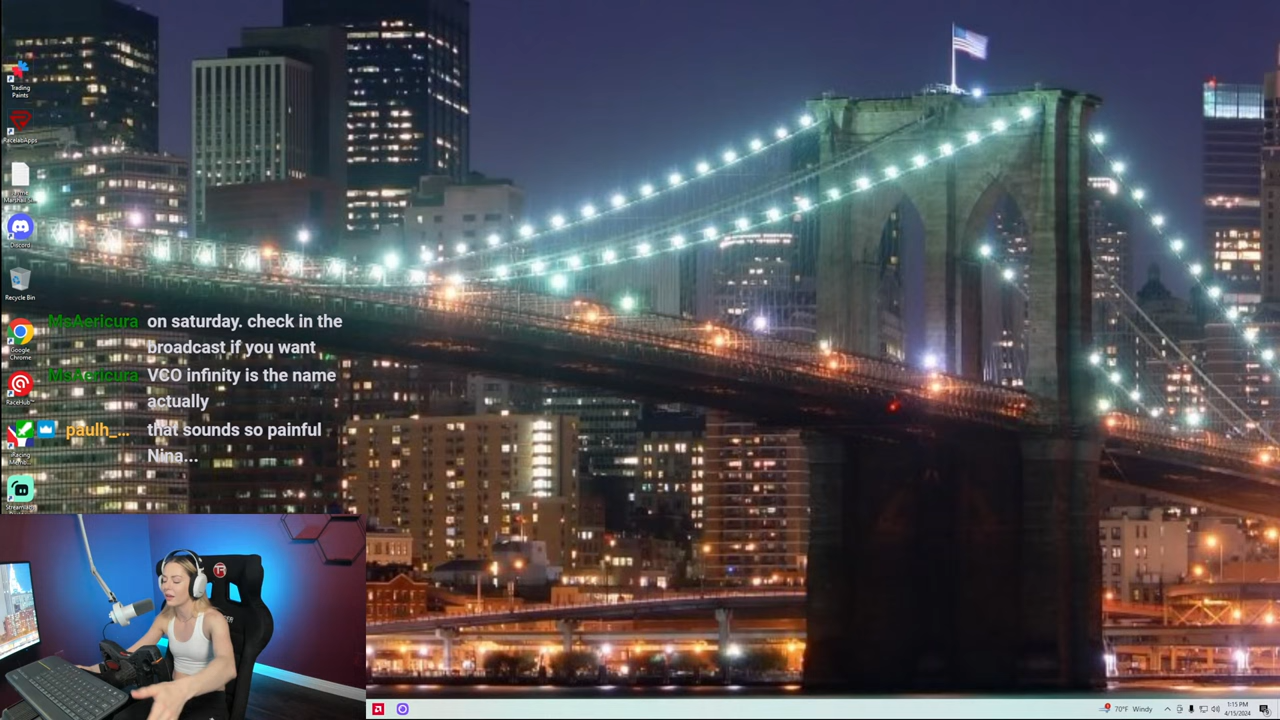 Trading
Paints
RacelabApps
Discord
Recycle Bin
Google
Chrome
RaceHub
MsAericura on saturday. check in the
broadcast if you want
MsAericura VCO infinity is the name
actually
paulh_... that sounds so painful
Nina...
70°F Windy
1:15 PM
4/15/2024